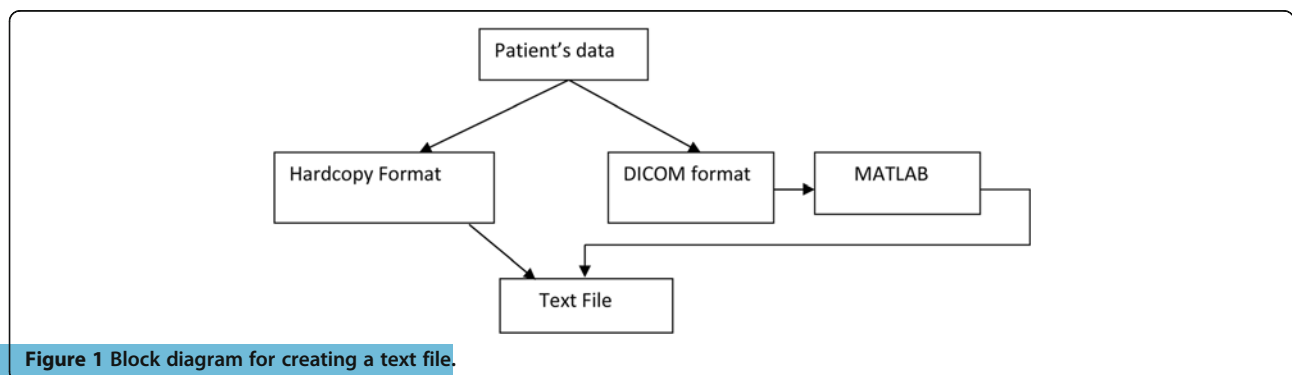 Patient’s data
Hardcopy Format
DICOM format
MATLAB
Text File
Figure 1 Block diagram for creating a text file.